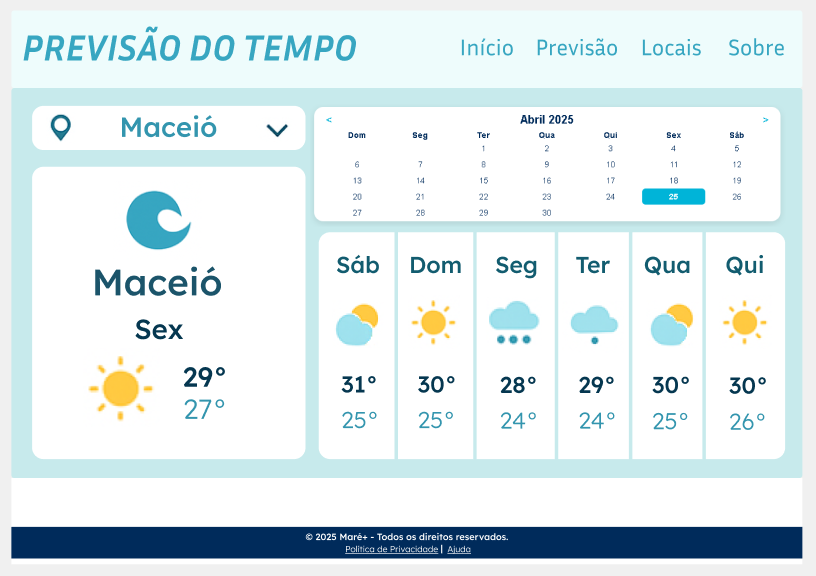 PREVISÃO DO TEMPO
Início Previsão Locais Sobre
Maceió
< Abril 2025 >
Dom Seg Ter Qua Qui Sex Sáb
1 2 3 4 5
6 7 8 9 10 11 12
13 14 15 16 17 18 19
20 21 22 23 24 25 26
27 28 29 30
Maceió
Sex
29°
27°
Sáb Dom Seg Ter Qua Qui
31° 30° 28° 29° 30° 30°
25° 25° 24° 24° 25° 26°
© 2025 Maré+ - Todos os direitos reservados.
Política de Privacidade | Ajuda